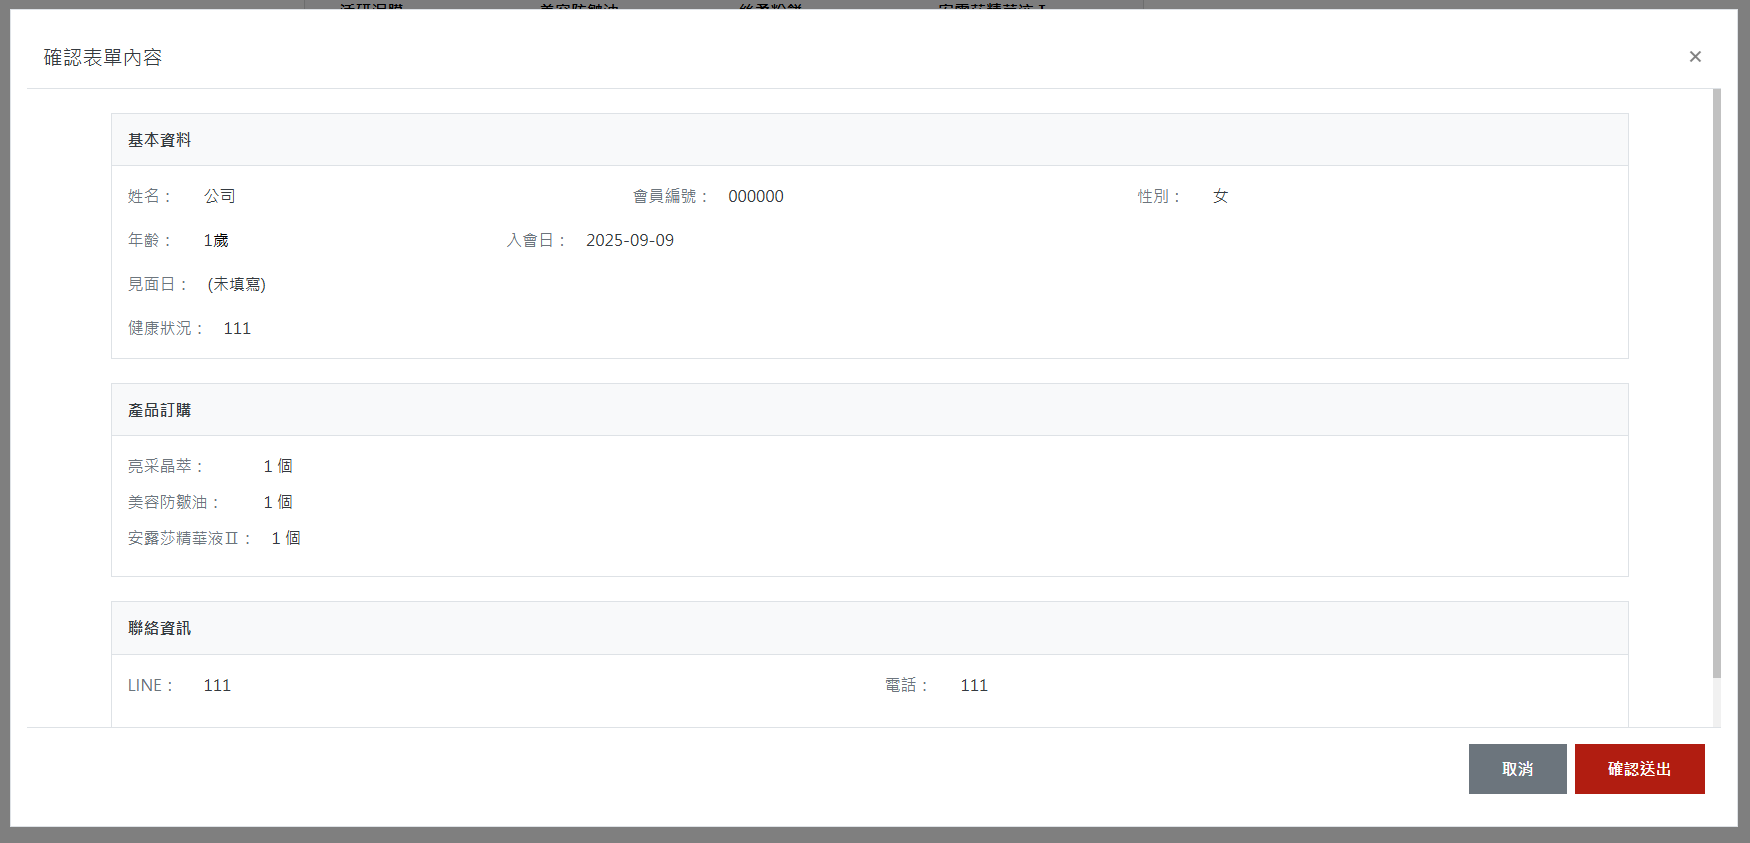 確認表單內容 ×
基本資料
姓名： 公司 會員編號： 000000 性別： 女
年齡： 1歲 入會日： 2025-09-09
見面日： (未填寫)
健康狀況： 111
產品訂購
亮采晶萃： 1 個
美容防皺油： 1 個
安露莎精華液Ⅱ： 1 個
聯絡資訊
LINE： 111 電話： 111
取消 確認送出